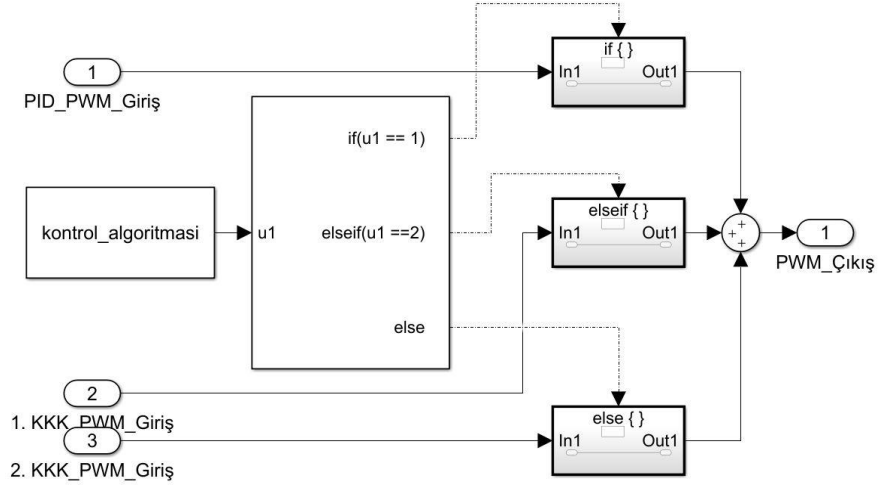 if { }
1
In1
Out1
PID_PWM_Giriş
if(u1 == 1)
elseif { }
kontrol_algoritmasi
u1
elseif(u1 ==2)
In1
Out1
+
+
+
1
PWM_Çıkış
else
2
1. KKK_PWM_Giriş
else { }
3
In1
Out1
2. KKK_PWM_Giriş